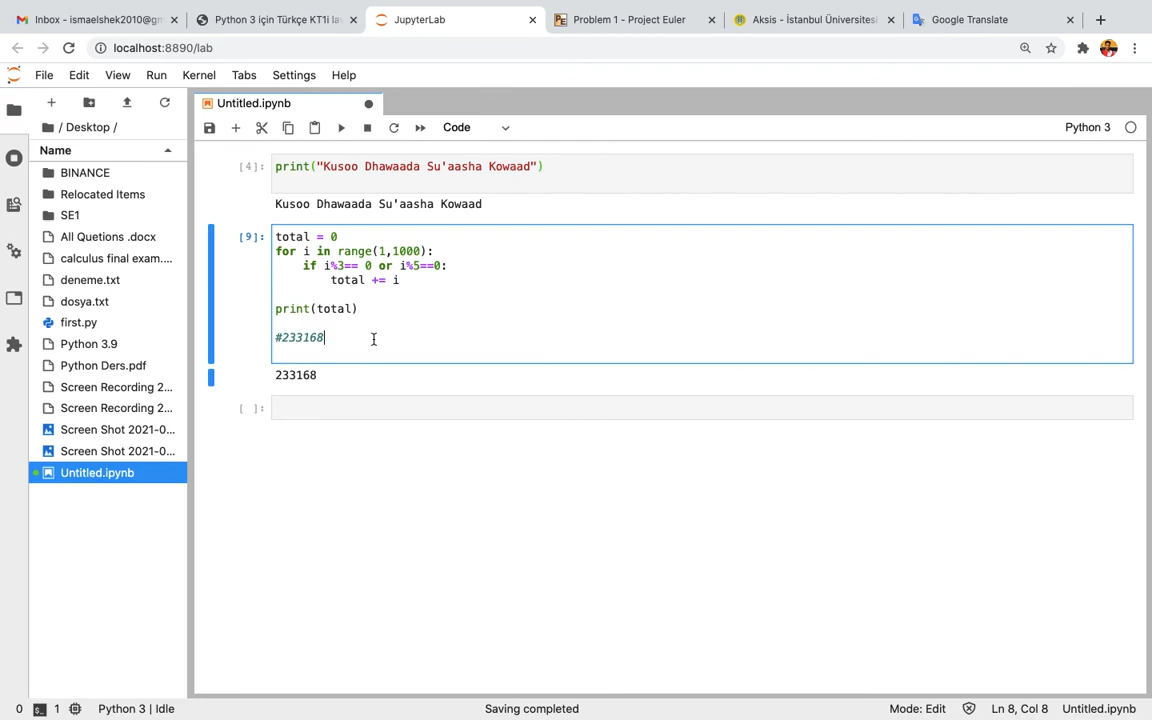 Inbox - ismaelshek2010@gm
Python 3 için Türkçe KT1i lav
JupyterLab
Problem 1 - Project Euler
Aksis - İstanbul Üniversitesi
Google Translate
localhost:8890/lab
File Edit View Run Kernel Tabs Settings Help
/ Desktop /
Name
BINANCE
Relocated Items
SE1
All Quetions .docx
calculus final exam....
deneme.txt
dosya.txt
first.py
Python 3.9
Python Ders.pdf
Screen Recording 2...
Screen Recording 2...
Screen Shot 2021-0...
Screen Shot 2021-0...
Untitled.ipynb
Untitled.ipynb
Code
Python 3
[4]: print("Kusoo Dhawaada Su'aasha Kowaad")
Kusoo Dhawaada Su'aasha Kowaad
[9]: total = 0
for i in range(1,1000):
if i%3== 0 or i%5==0:
total += i
print(total)
#233168
233168
[ ]:
0 1 Python 3 | Idle
Saving completed
Mode: Edit
Ln 8, Col 8 Untitled.ipynb